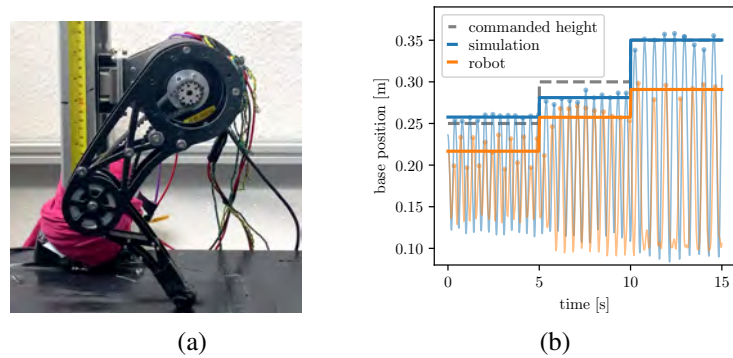 commanded height
simulation
robot
base position [m]
0.35
0.30
0.25
0.20
0.15
0.10
0 5 10 15
time [s]
(a) (b)